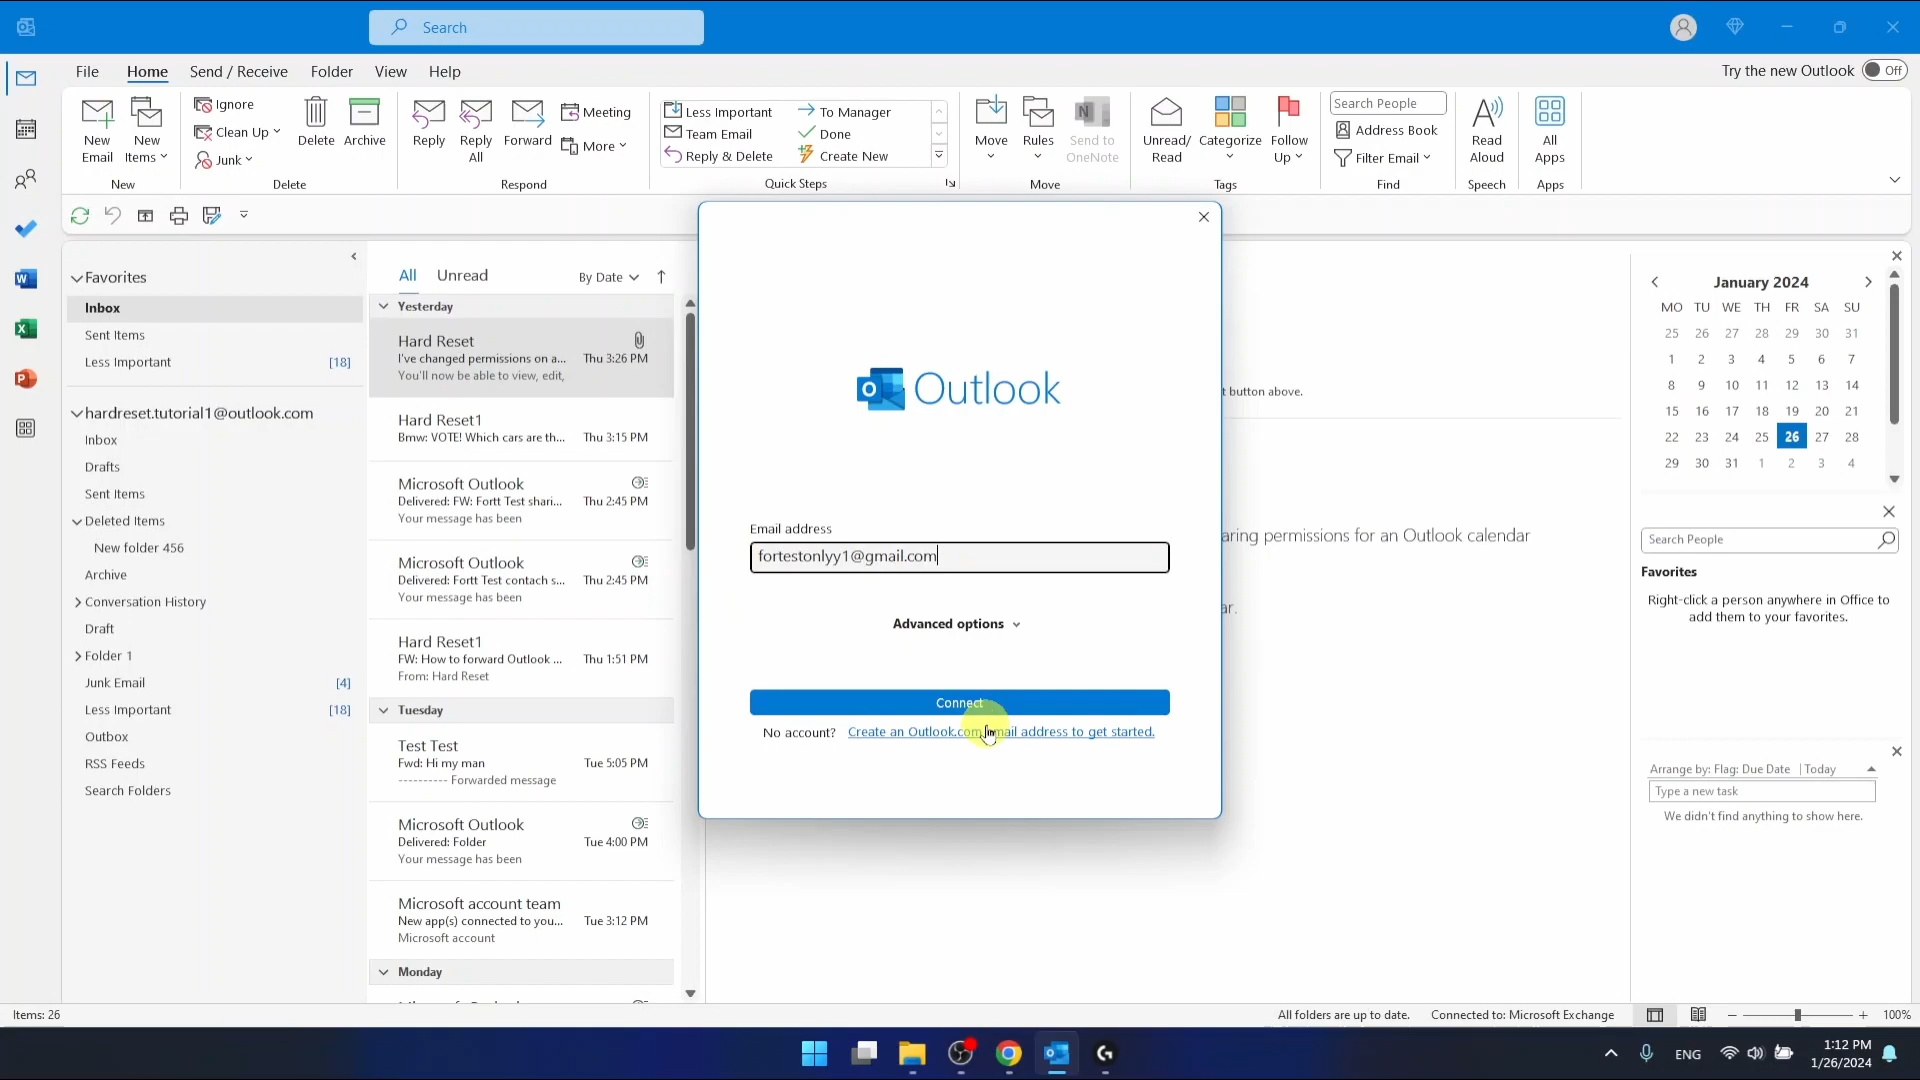 Search
File Home Send / Receive Folder View Help
Try the new Outlook Off
New Email
New Items
New
Ignore
Clean Up
Junk
Delete
Archive
Delete
Reply
Reply All
Forward
Meeting
More
Respond
Less Important
To Manager
Team Email
Done
Reply & Delete
Create New
Quick Steps
Move
Rules
Send to OneNote
Move
Unread/ Read
Categorize
Follow Up
Tags
Search People
Address Book
Filter Email
Find
Read Aloud
Speech
All Apps
Apps
Favorites
Inbox
Sent Items
Less Important [18]
hardreset.tutorial1@outlook.com
Inbox
Drafts
Sent Items
Deleted Items
New folder 456
Archive
Conversation History
Draft
Folder 1
Junk Email [4]
Less Important [18]
Outbox
RSS Feeds
Search Folders
All Unread By Date
Yesterday
Hard Reset
I've changed permissions on a... Thu 3:26 PM
You'll now be able to view, edit,
Hard Reset1
Bmw: VOTE! Which cars are th... Thu 3:15 PM
Microsoft Outlook
Delivered: FW: Fortt Test shari... Thu 2:45 PM
Your message has been
Microsoft Outlook
Delivered: Fortt Test contach s... Thu 2:45 PM
Your message has been
Hard Reset1
FW: How to forward Outlook ... Thu 1:51 PM
From: Hard Reset
Tuesday
Test Test
Fwd: Hi my man Tue 5:05 PM
---------- Forwarded message
Microsoft Outlook
Delivered: Folder Tue 4:00 PM
Your message has been
Microsoft account team
New app(s) connected to you... Tue 3:12 PM
Microsoft account
Monday
Outlook
Email address
fortestonlyy1@gmail.com
Advanced options
Connect
No account? Create an Outlook.com email address to get started.
t button above.
aring permissions for an Outlook calendar
ar.
January 2024
MO TU WE TH FR SA SU
25 26 27 28 29 30 31
1 2 3 4 5 6 7
8 9 10 11 12 13 14
15 16 17 18 19 20 21
22 23 24 25 26 27 28
29 30 31 1 2 3 4
Search People
Favorites
Right-click a person anywhere in Office to
add them to your favorites.
Arrange by: Flag: Due Date Today
Type a new task
We didn't find anything to show here.
Items: 26
All folders are up to date. Connected to: Microsoft Exchange 100%
ENG
1:12 PM
1/26/2024